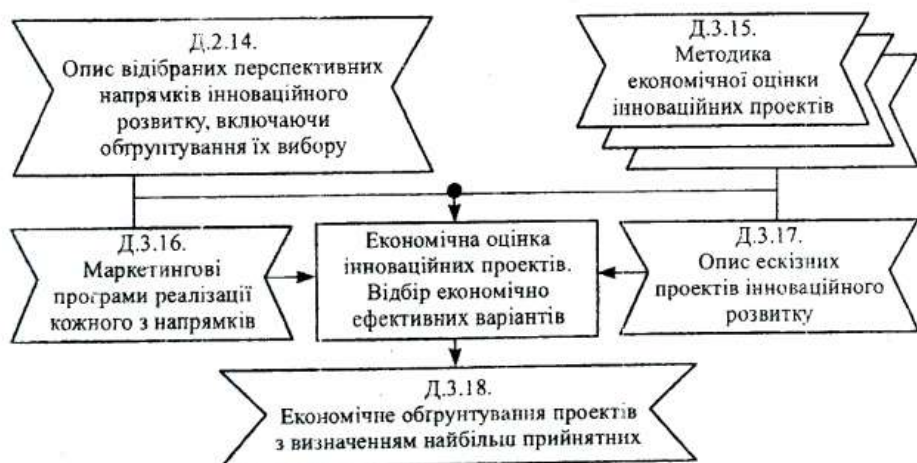 Д.2.14.
Опис відібраних перспективних
напрямків інноваційного
розвитку, включаючи
обґрунтування їх вибору
Д.3.15.
Методика
економічної оцінки
інноваційних проектів
Д.3.16.
Маркетингові
програми реалізації
кожного з напрямків
Економічна оцінка
інноваційних проектів.
Відбір економічно
ефективних варіантів
Д.3.17.
Опис ескізних
проектів інноваційного
розвитку
Д.3.18.
Економічне обґрунтування проектів
з визначенням найбільш прийнятних